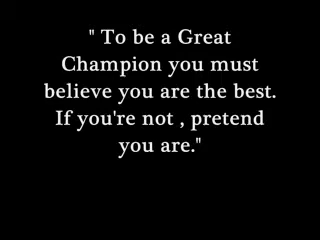 " To be a Great
Champion you must
believe you are the best.
If you're not , pretend
you are."